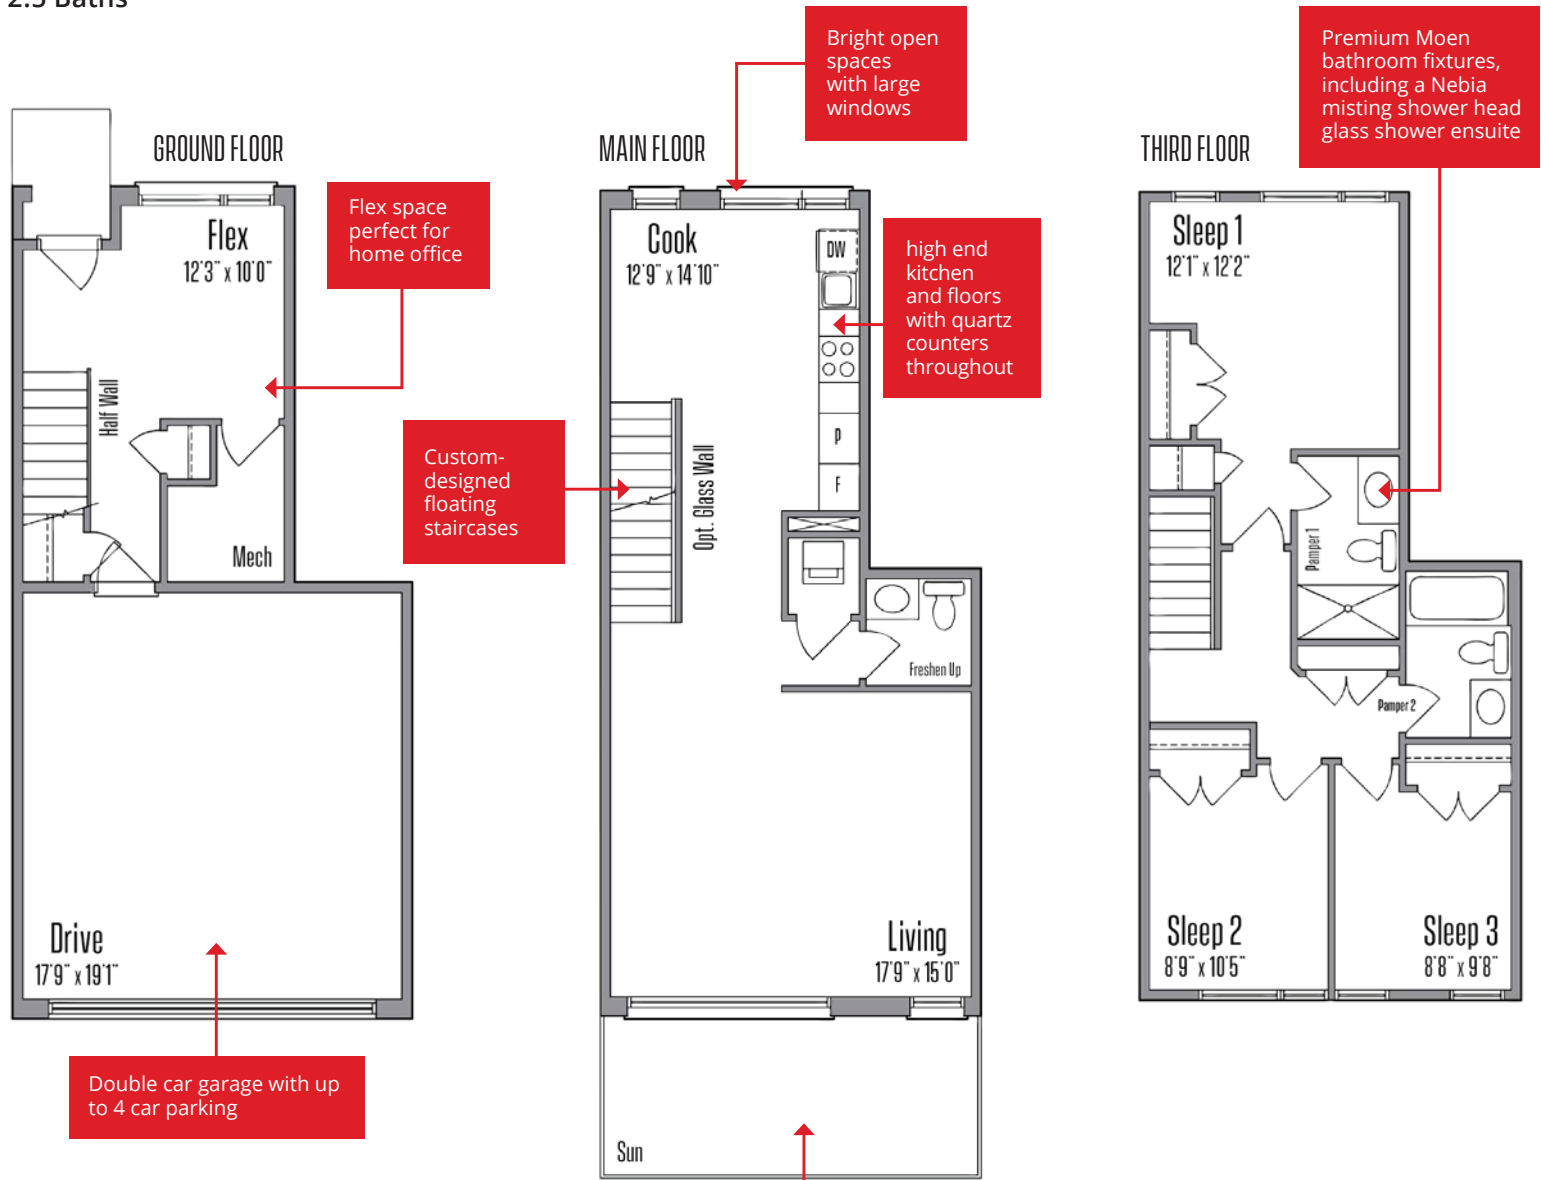 2.5 Baths
GROUND FLOOR
Flex
12'3" x 10'0"
Flex space
perfect for
home office
Half Wall
Mech
Drive
17'9" x 19'1"
Double car garage with up
to 4 car parking
MAIN FLOOR
Bright open
spaces
with large
windows
Cook
12'9" x 14'10"
DW
high end
kitchen
and floors
with quartz
counters
throughout
P
F
Custom-
designed
floating
staircases
Opt. Glass Wall
Freshen Up
Living
17'9" x 15'0"
Sun
THIRD FLOOR
Premium Moen
bathroom fixtures,
including a Nebia
misting shower head
glass shower ensuite
Sleep 1
12'1" x 12'2"
Pamper 1
Pamper 2
Sleep 2
8'9" x 10'5"
Sleep 3
8'8" x 9'8"